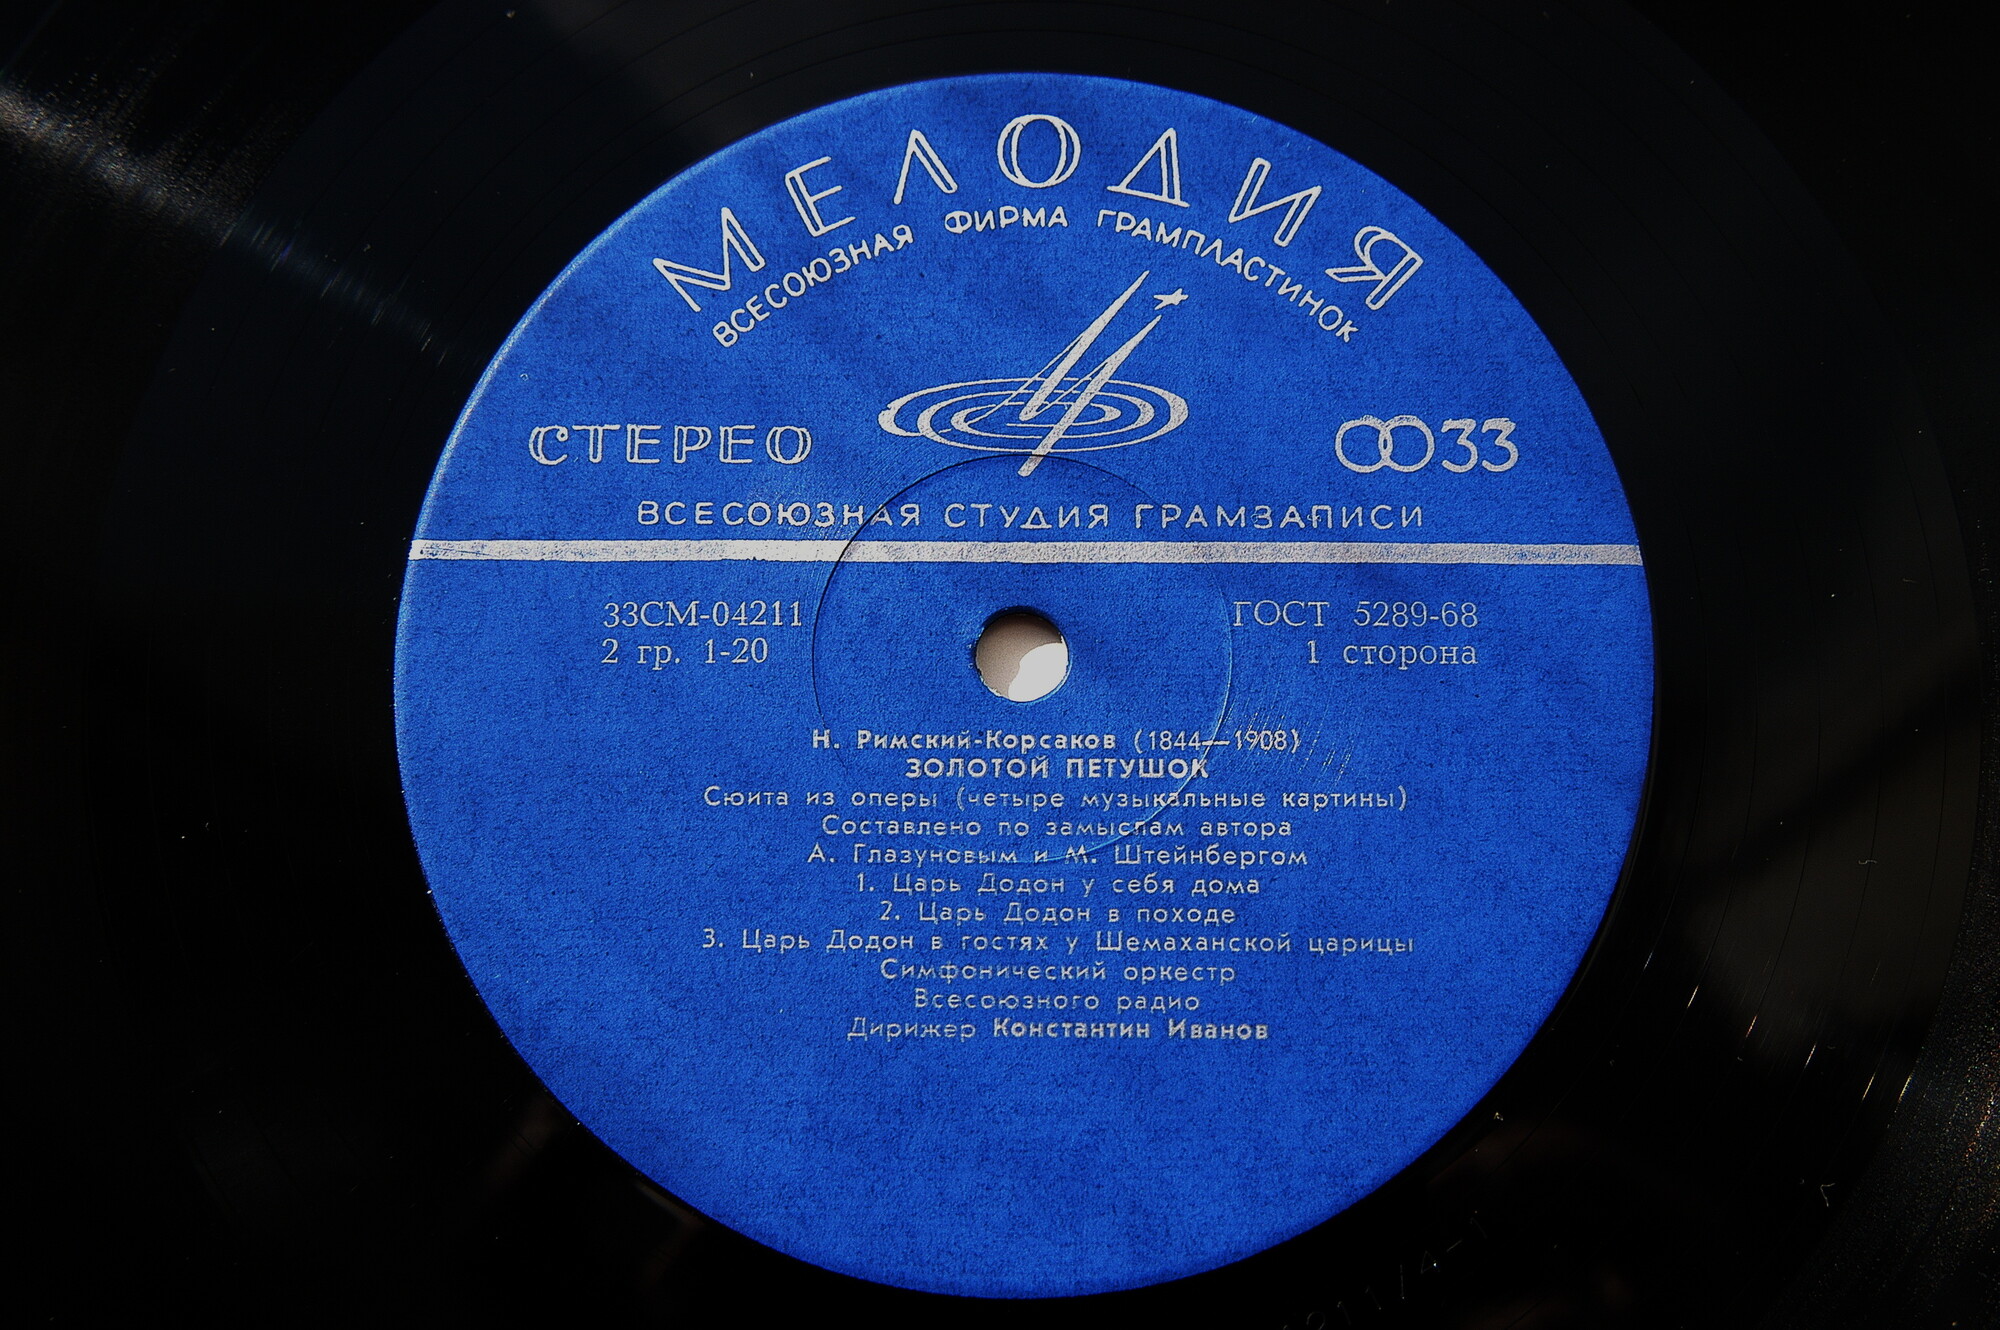 МЕЛОДИЯ
ВСЕСОЮЗНАЯ ФИРМА ГРАМПЛАСТИНОК
СТЕРЕО
33
ВСЕСОЮЗНАЯ СТУДИЯ ГРАМЗАПИСИ
33СМ-04211 ГОСТ 5289-68
2 гр. 1-20 1 сторона
Н. Римский-Корсаков (1844—1908)
ЗОЛОТОЙ ПЕТУШОК
Сюита из оперы (четыре музыкальные картины)
Составлено по замыслам автора
А. Глазуновым и М. Штейнбергом
1. Царь Додон у себя дома
2. Царь Додон в походе
3. Царь Додон в гостях у Шемаханской царицы
Симфонический оркестр
Всесоюзного радио
Дирижер Константин Иванов